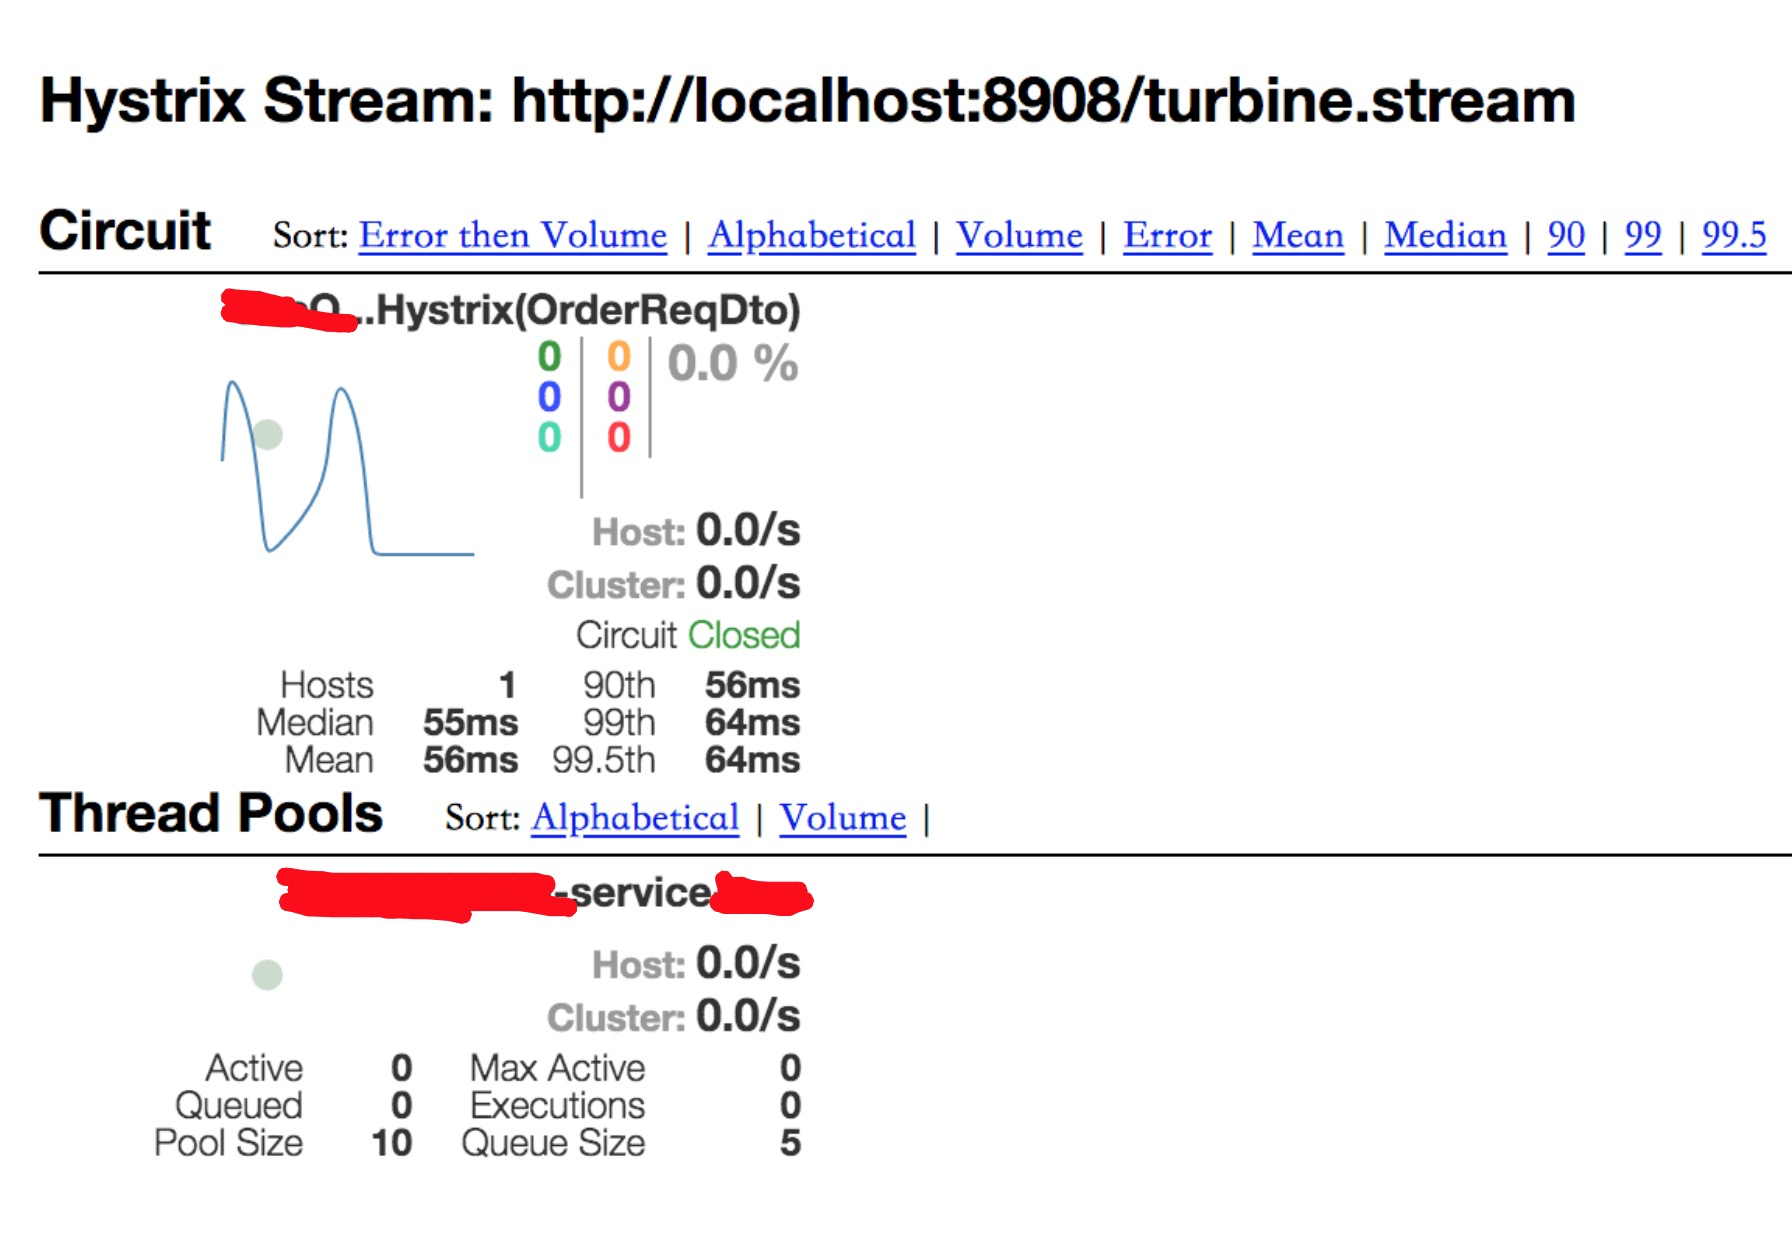 Hystrix Stream: http://localhost:8908/turbine.stream
Circuit Sort: Error then Volume | Alphabetical | Volume | Error | Mean | Median | 90 | 99 | 99.5
..Hystrix(OrderReqDto)
0 0 0.0 %
0 0
0 0
Host: 0.0/s
Cluster: 0.0/s
Circuit Closed
Hosts 1 90th 56ms
Median 55ms 99th 64ms
Mean 56ms 99.5th 64ms
Thread Pools Sort: Alphabetical | Volume |
-service
Host: 0.0/s
Cluster: 0.0/s
Active 0 Max Active 0
Queued 0 Executions 0
Pool Size 10 Queue Size 5